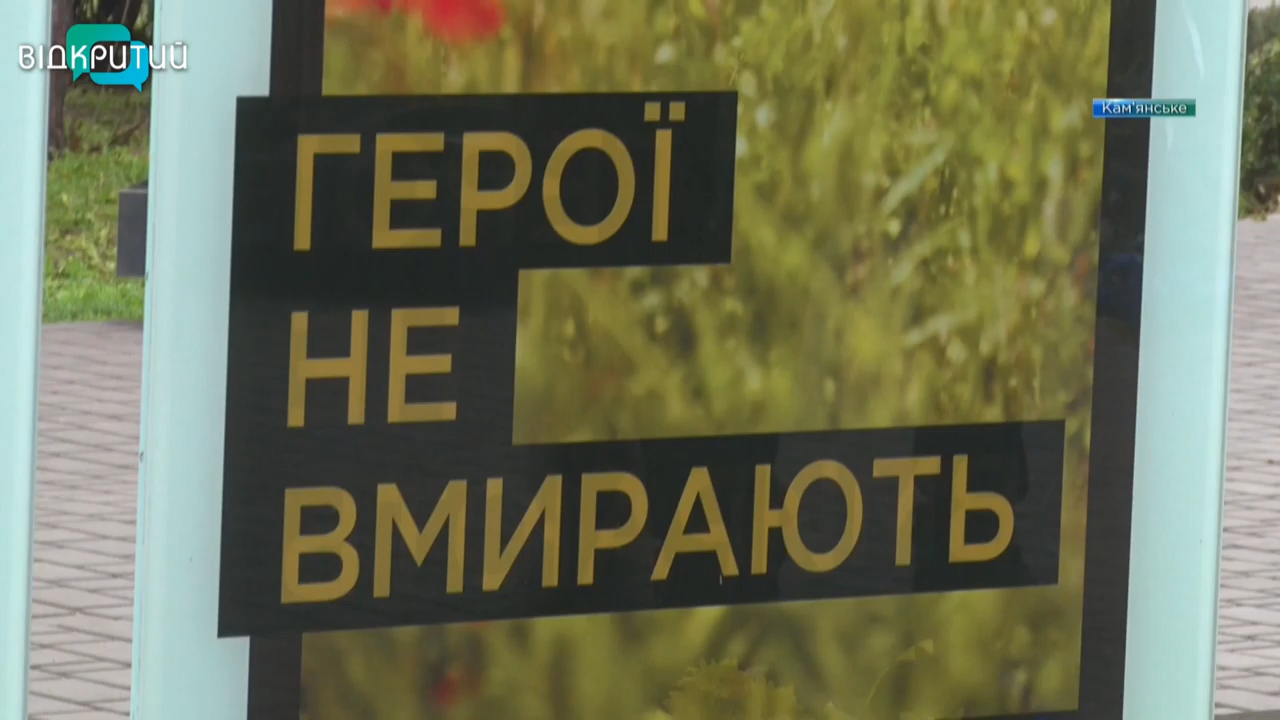 ВІДКРИТИЙ
Кам'янське
ГЕРОЇ
НЕ
ВМИРАЮТЬ